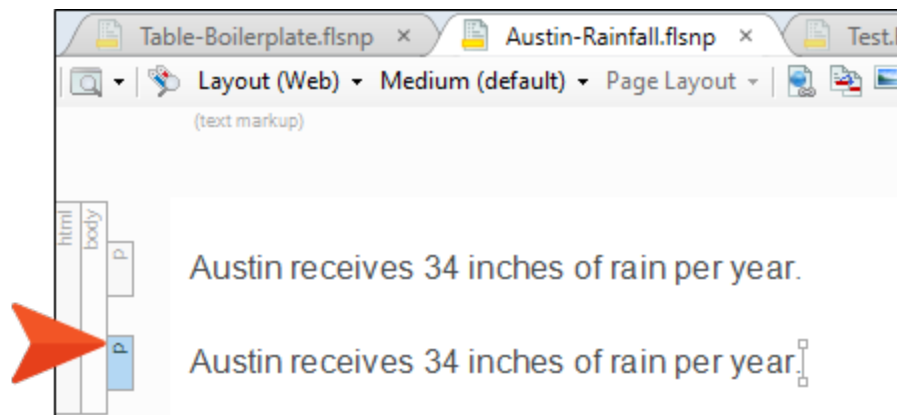 Table-Boilerplate.flsnp × Austin-Rainfall.flsnp × Test.
Layout (Web) Medium (default) Page Layout
(text markup)
html body
p
Austin receives 34 inches of rain per year.
p
Austin receives 34 inches of rain per year.